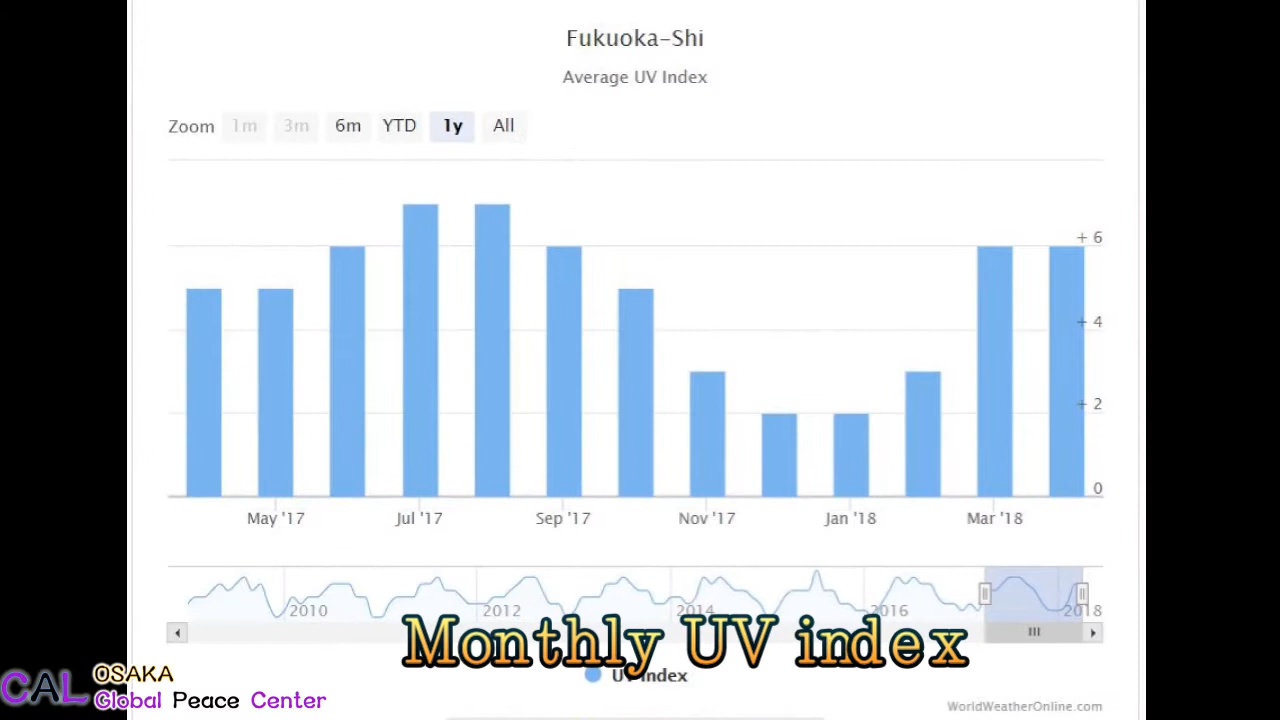 Fukuoka-Shi
Average UV Index
Zoom 1m 3m 6m YTD 1y All
+ 6
+ 4
+ 2
0
May '17 Jul '17 Sep '17 Nov '17 Jan '18 Mar '18
2010 2012 2014 2016 2018
Monthly UV index
UV Index
CAL OSAKA
Global Peace Center
WorldWeatherOnline.com